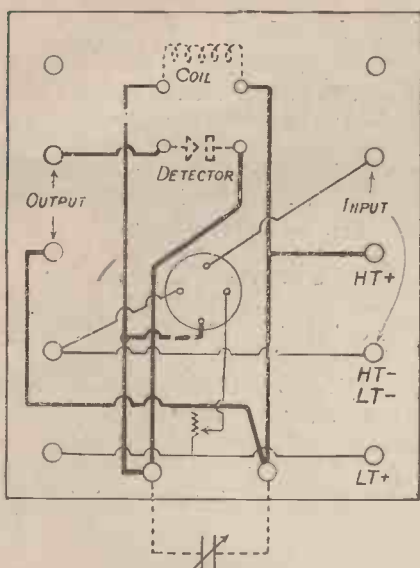 COIL
DETECTOR
OUTPUT
INPUT
HT+
HT-
LT-
LT+